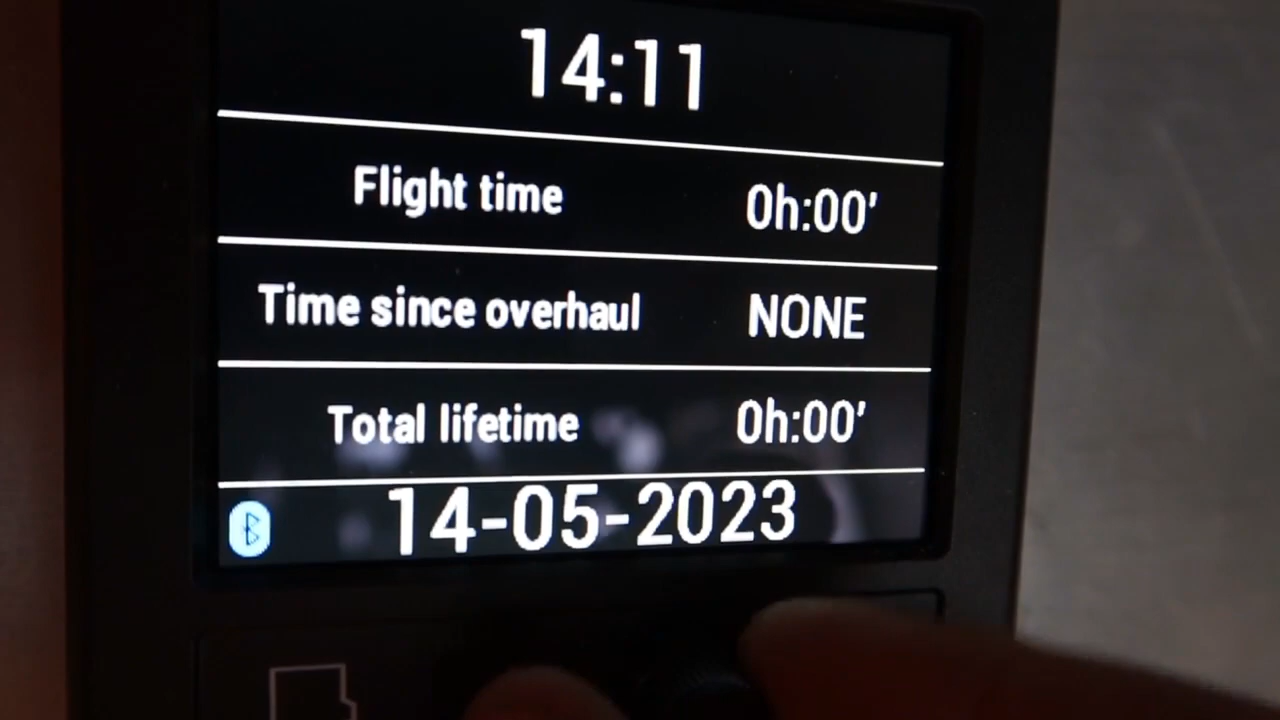 14:11
Flight time 0h:00'
Time since overhaul NONE
Total lifetime 0h:00'
14-05-2023